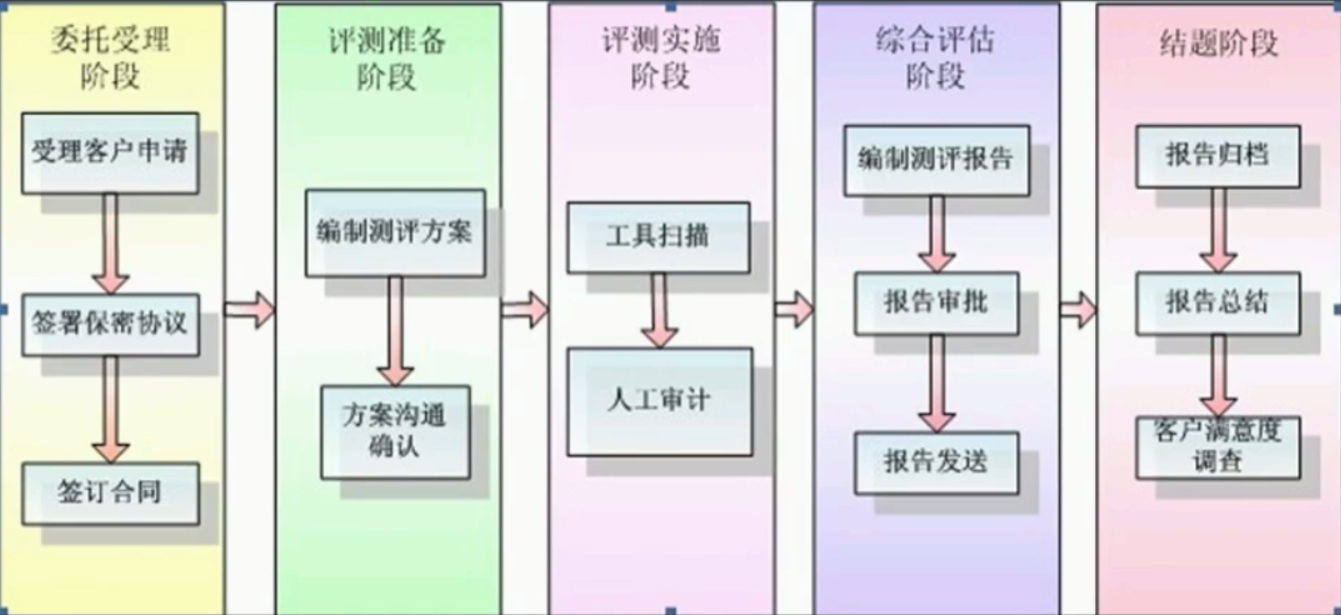 委托受理
阶段
受理客户申请
签署保密协议
签订合同
评测准备
阶段
编制测评方案
方案沟通
确认
评测实施
阶段
工具扫描
人工审计
综合评估
阶段
编制测评报告
报告审批
报告发送
结题阶段
报告归档
报告总结
客户满意度
调查